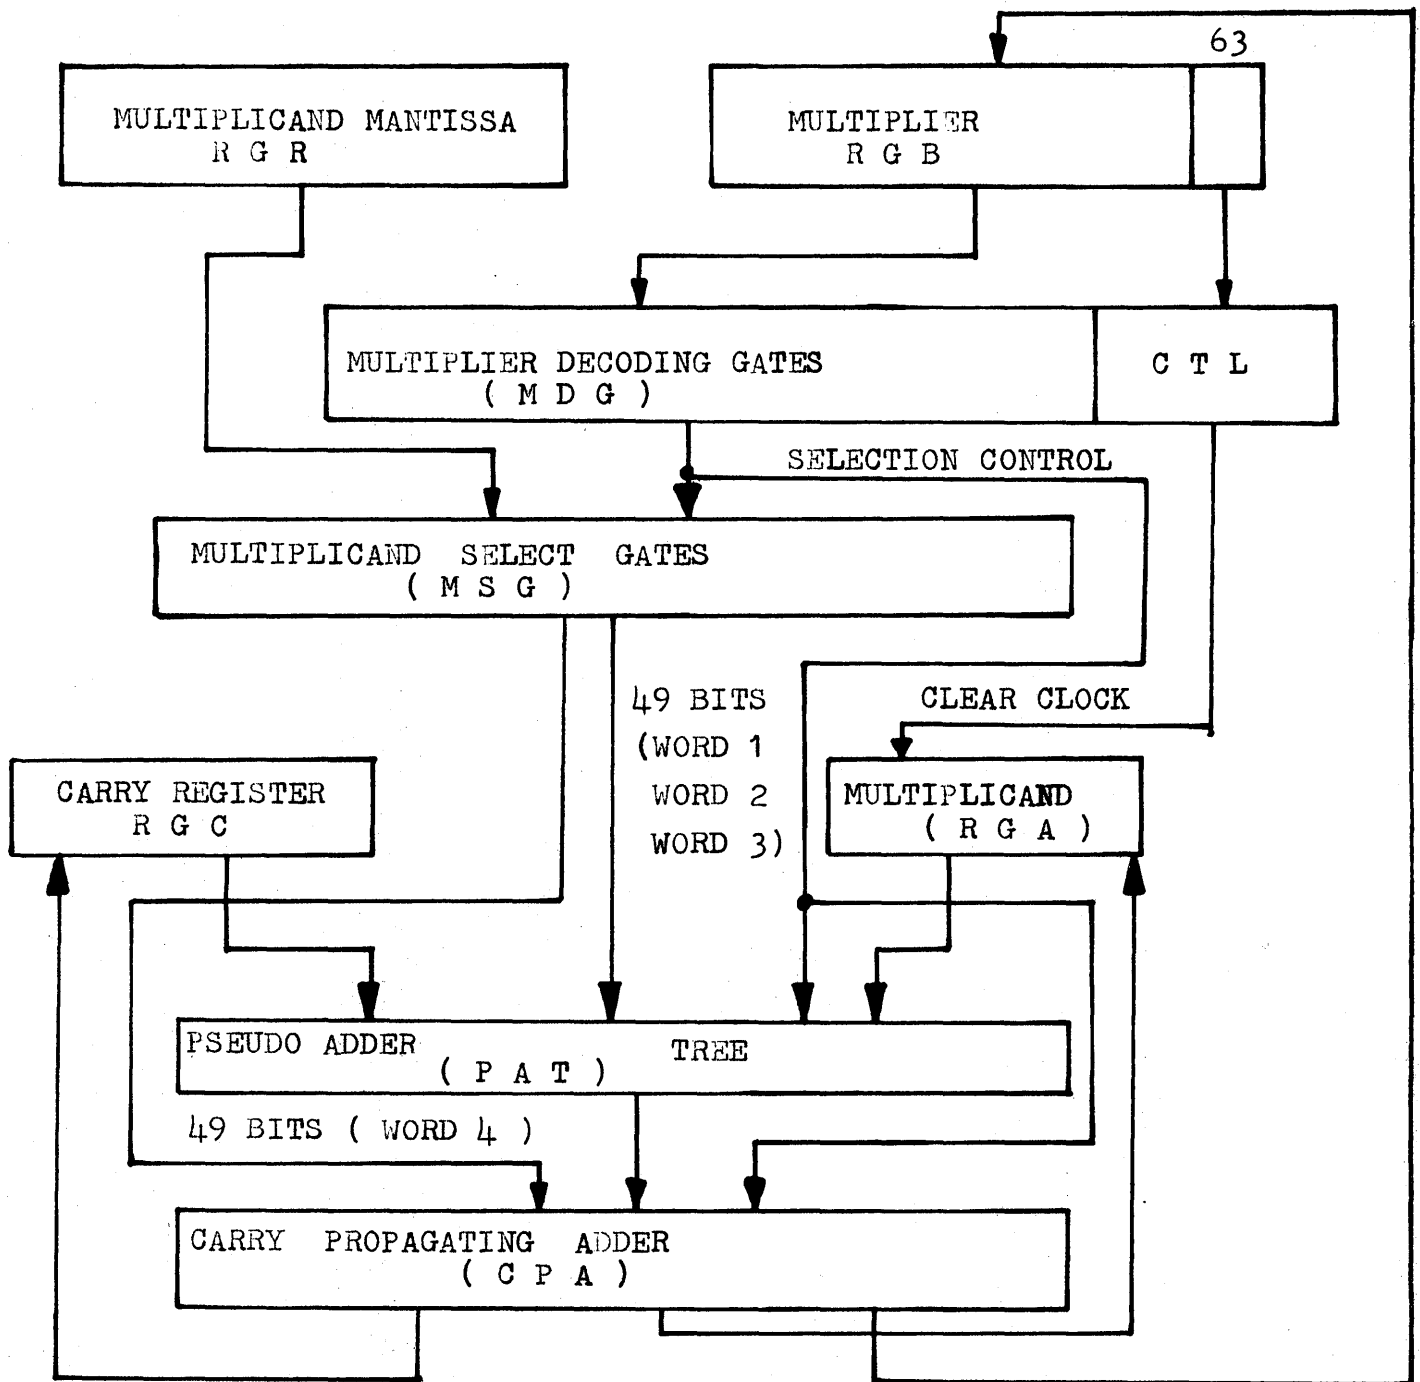 63
MULTIPLICAND MANTISSA
R G R
MULTIPLIER
R G B
MULTIPLIER DECODING GATES
( M D G )
C T L
SELECTION CONTROL
MULTIPLICAND SELECT GATES
( M S G )
49 BITS
(WORD 1
WORD 2
WORD 3)
CLEAR CLOCK
CARRY REGISTER
R G C
MULTIPLICAND
( R G A )
PSEUDO ADDER TREE
( P A T )
49 BITS ( WORD 4 )
CARRY PROPAGATING ADDER
( C P A )